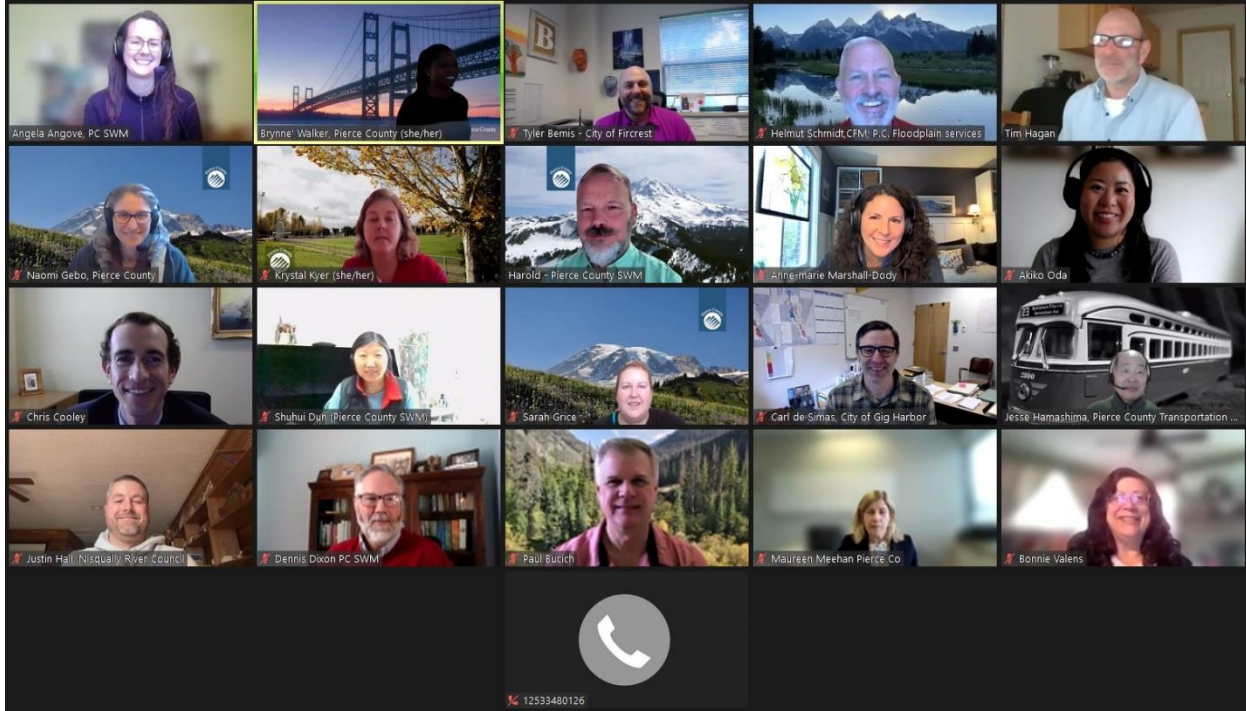 Angela Angove, PC SWM
Brynne' Walker, Pierce County (she/her)
Tyler Bemis - City of Fircrest
Helmut Schmidt,CFM; P.C. Floodplain services
Tim Hagan
Naomi Gebo, Pierce County
Krystal Kyer (she/her)
Harold - Pierce County SWM
Anne-marie Marshall-Dody
Akiko Oda
B
Chris Cooley
Shuhui Dun (Pierce County SWM)
Sarah Grice
Carl de Simas, City of Gig Harbor
23
Jesse Hamashima, Pierce County Transportation ...
Justin Hall, Nisqually River Council
Dennis Dixon PC SWM
Paul Bucich
Maureen Meehan Pierce Co
Bonnie Valens
12533480126